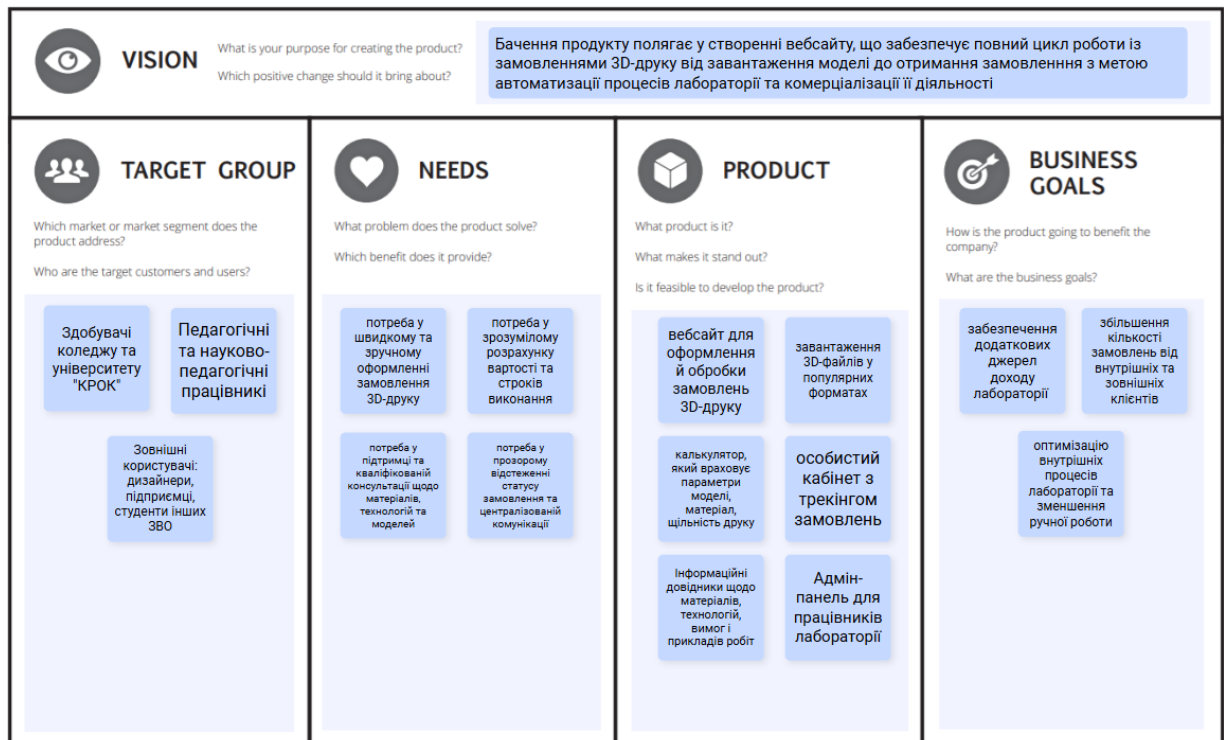 VISION
What is your purpose for creating the product?
Which positive change should it bring about?
Бачення продукту полягає у створенні вебсайту, що забезпечує повний цикл роботи із
замовленнями 3D-друку від завантаження моделі до отримання замовленння з метою
автоматизації процесів лабораторії та комерціалізації її діяльності
TARGET GROUP
Which market or market segment does the
product address?
Who are the target customers and users?
Здобувачі
коледжу та
університету
"КРОК"
Педагогічні
та науково-
педагогічні
працівникі
Зовнішні
користувачі:
дизайнери,
підприємці,
студенти інших
ЗВО
NEEDS
What problem does the product solve?
Which benefit does it provide?
потреба у
швидкому та
зручному
оформленні
замовлення
3D-друку
потреба у
зрозумілому
розрахунку
вартості та
строків
виконання
потреба у
підтримці та
кваліфікованій
консультації щодо
матеріалів,
технологій та
моделей
потреба у
прозорому
відстеженні
статусу
замовлення та
централізованій
комунікації
PRODUCT
What product is it?
What makes it stand out?
Is it feasible to develop the product?
вебсайт для
оформлення
й обробки
замовлень
3D-друку
завантаження
3D-файлів у
популярних
форматах
калькулятор,
який враховує
параметри
моделі,
матеріал,
щільність друку
особистий
кабінет з
трекінгом
замовлень
Інформаційні
довідники щодо
матеріалів,
технологій,
вимог і
прикладів робіт
Адмін-
панель для
працівників
лабораторії
BUSINESS
GOALS
How is the product going to benefit the
company?
What are the business goals?
забезпечення
додаткових
джерел
доходу
лабораторії
збільшення
кількості
замовлень від
внутрішніх та
зовнішніх
клієнтів
оптимізацію
внутрішніх
процесів
лабораторії та
зменшення
ручної роботи